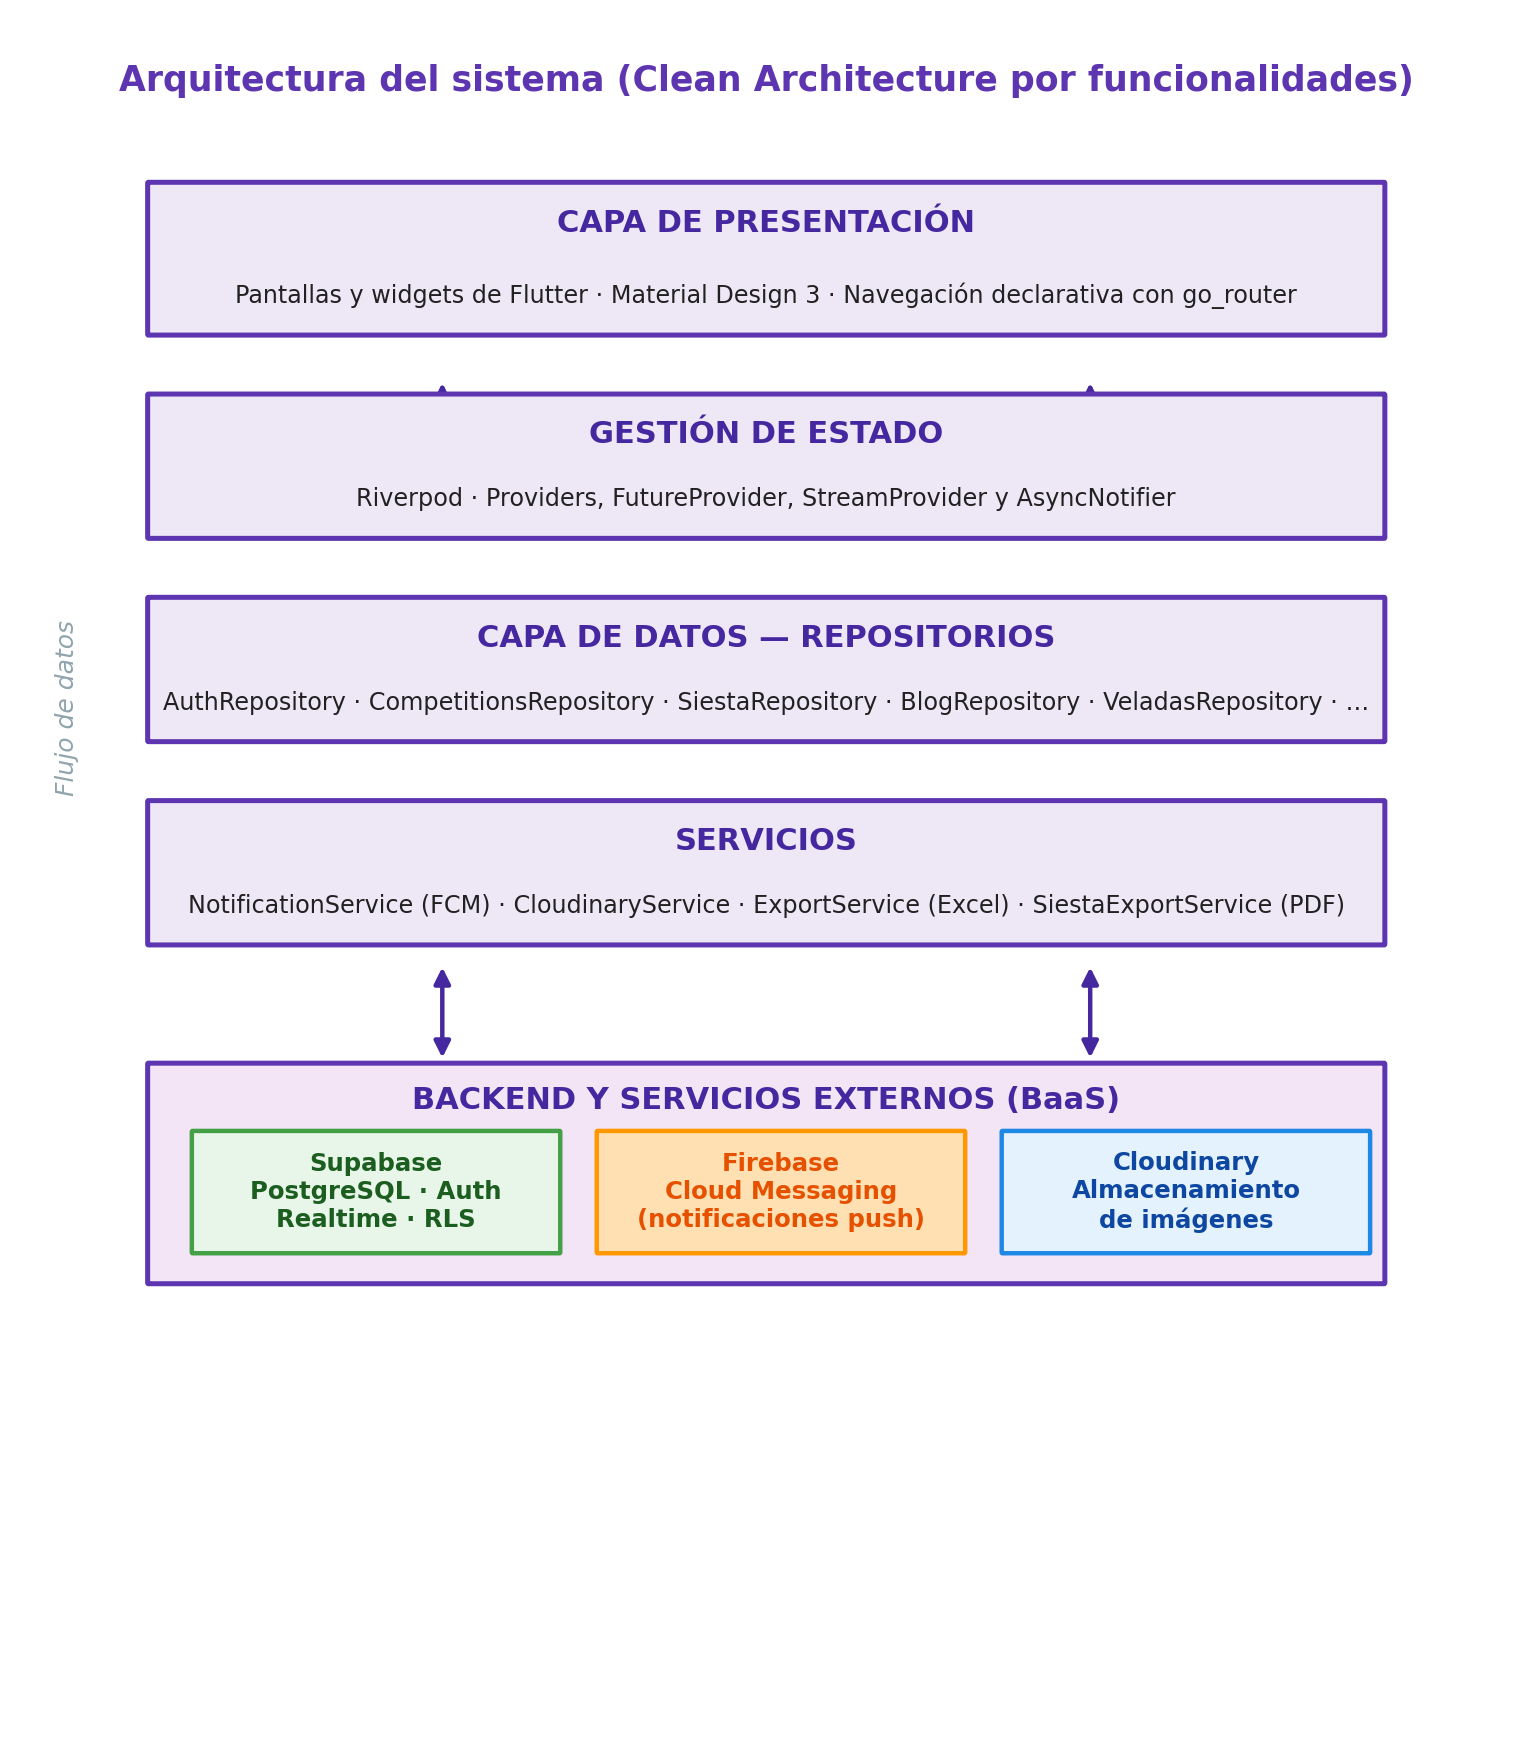 Arquitectura del sistema (Clean Architecture por funcionalidades)
CAPA DE PRESENTACIÓN
Pantallas y widgets de Flutter · Material Design 3 · Navegación declarativa con go_router
GESTIÓN DE ESTADO
Riverpod · Providers, FutureProvider, StreamProvider y AsyncNotifier
Flujo de datos
CAPA DE DATOS — REPOSITORIOS
AuthRepository · CompetitionsRepository · SiestaRepository · BlogRepository · VeladasRepository · ...
SERVICIOS
NotificationService (FCM) · CloudinaryService · ExportService (Excel) · SiestaExportService (PDF)
BACKEND Y SERVICIOS EXTERNOS (BaaS)
Supabase
PostgreSQL · Auth
Realtime · RLS
Firebase
Cloud Messaging
(notificaciones push)
Cloudinary
Almacenamiento
de imágenes